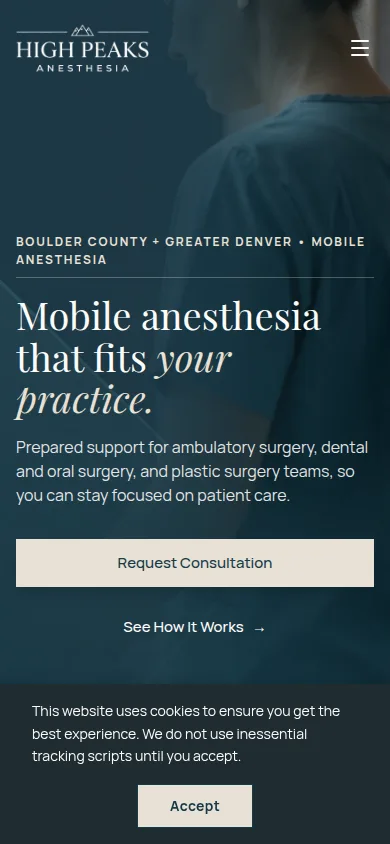 HIGH PEAKS
ANESTHESIA
BOULDER COUNTY + GREATER DENVER • MOBILE
ANESTHESIA
Mobile anesthesia
that fits your
practice.
Prepared support for ambulatory surgery, dental
and oral surgery, and plastic surgery teams, so
you can stay focused on patient care.
Request Consultation
See How It Works →
This website uses cookies to ensure you get the
best experience. We do not use inessential
tracking scripts until you accept.
Accept